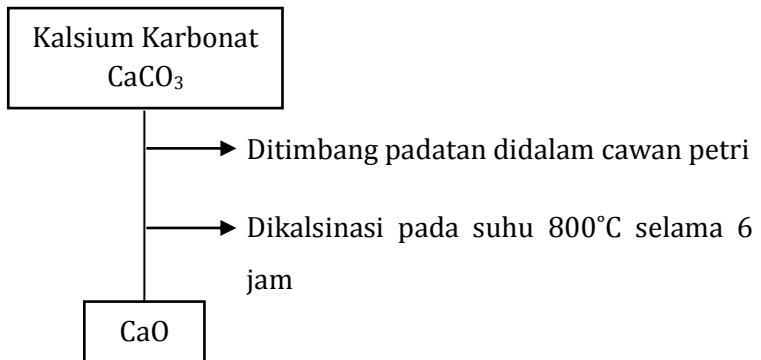 Kalsium Karbonat
CaCO₃
Ditimbang padatan didalam cawan petri
Dikalsinasi pada suhu 800°C selama 6
jam
CaO